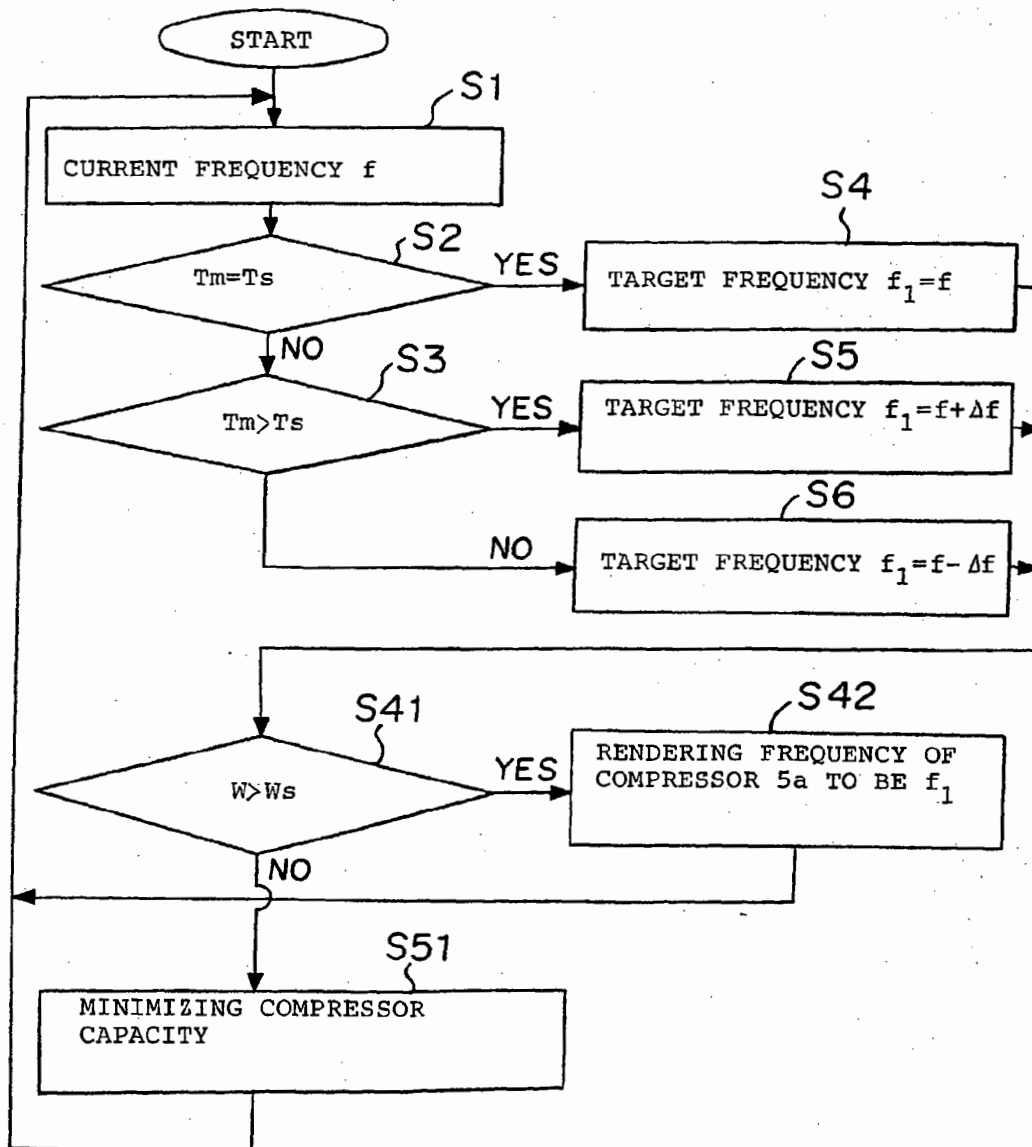 START
S1
CURRENT FREQUENCY f
S2
Tm=Ts
YES
S4
TARGET FREQUENCY f₁=f
NO
S3
Tm>Ts
YES
S5
TARGET FREQUENCY f₁=f+Δf
NO
S6
TARGET FREQUENCY f₁=f-Δf
S41
W>Ws
YES
S42
RENDERING FREQUENCY OF
COMPRESSOR 5a TO BE f₁
NO
S51
MINIMIZING COMPRESSOR
CAPACITY